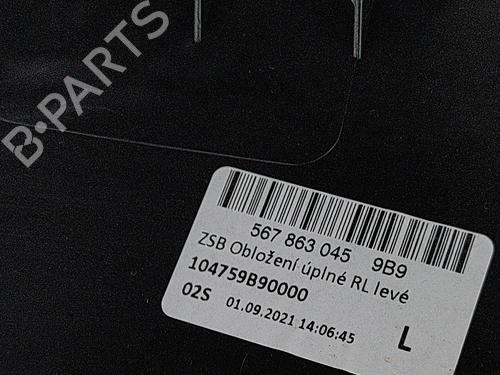 B-PARTS
567 863 045 9B9
ZSB Obložení úplné RL levé
104759B90000
02S 01.09.2021 14:06:45 L